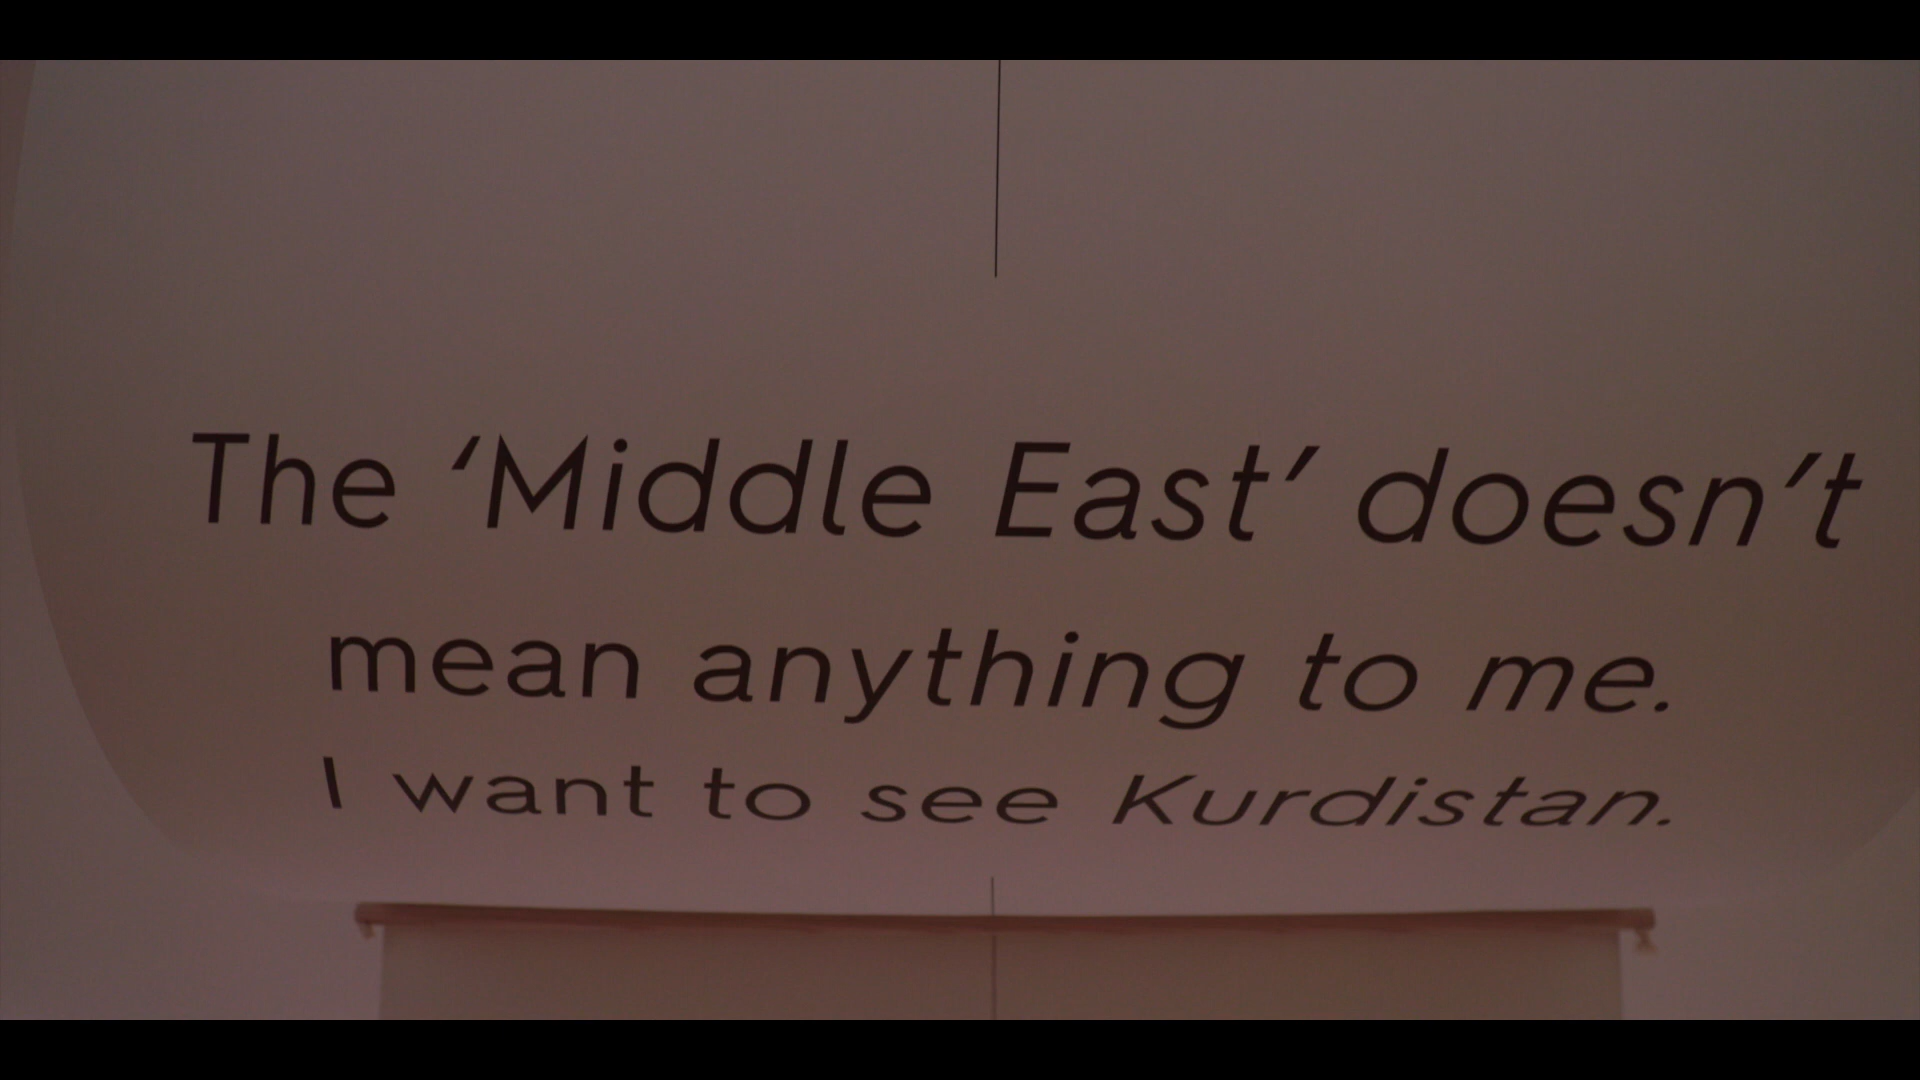 The ‘Middle East’ doesn’t
mean anything to me.
I want to see Kurdistan.